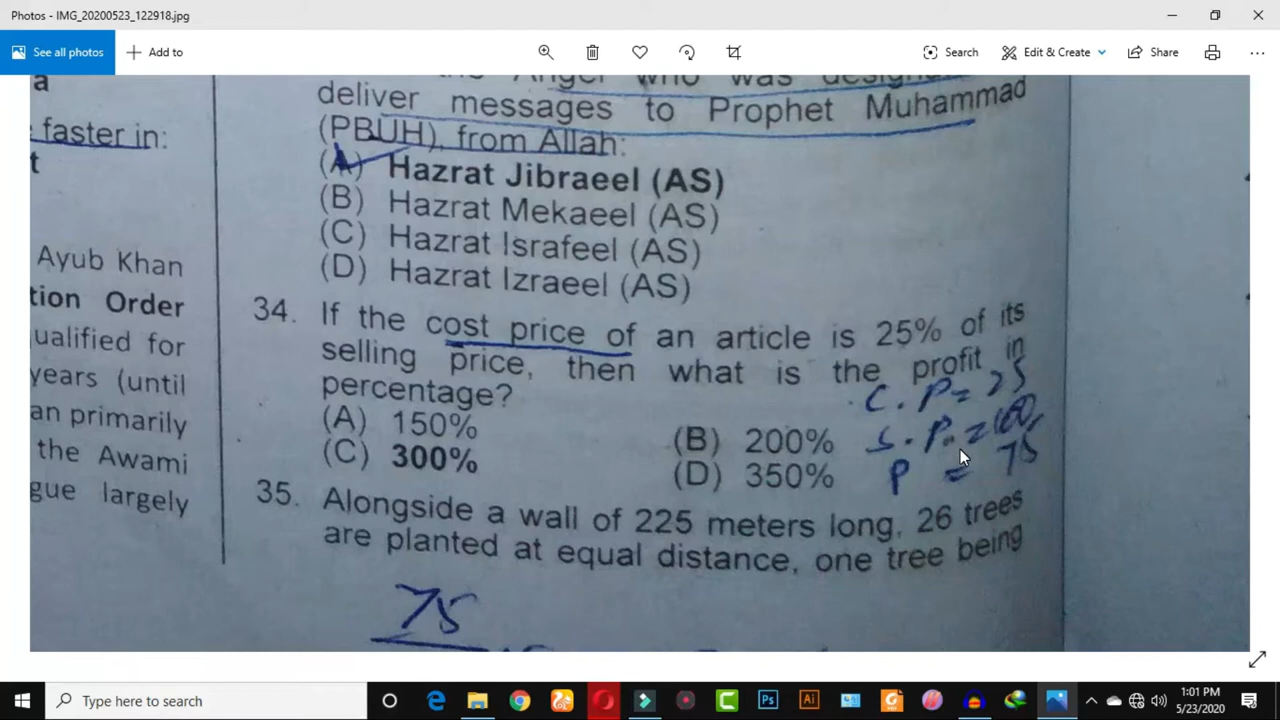 Photos - IMG_20200523_122918.jpg
See all photos
Add to
Search
Edit & Create
Share
a
faster in:
t
Ayub Khan
tion Order
ualified for
years (until
an primarily
the Awami
gue largely
Angel who was
deliver messages to Prophet Muhammad
(PBUH), from Allah:
(A) Hazrat Jibraeel (AS)
(B) Hazrat Mekaeel (AS)
(C) Hazrat Israfeel (AS)
(D) Hazrat Izraeel (AS)
34. If the cost price of an article is 25% of its
selling price, then what is the profit in
percentage?
C.P = 25
(A) 150%
(B) 200%
S.P. = 100
(C) 300%
(D) 350%
P = 75
35. Alongside a wall of 225 meters long, 26 trees
are planted at equal distance, one tree being
75
Type here to search
1:01 PM
5/23/2020